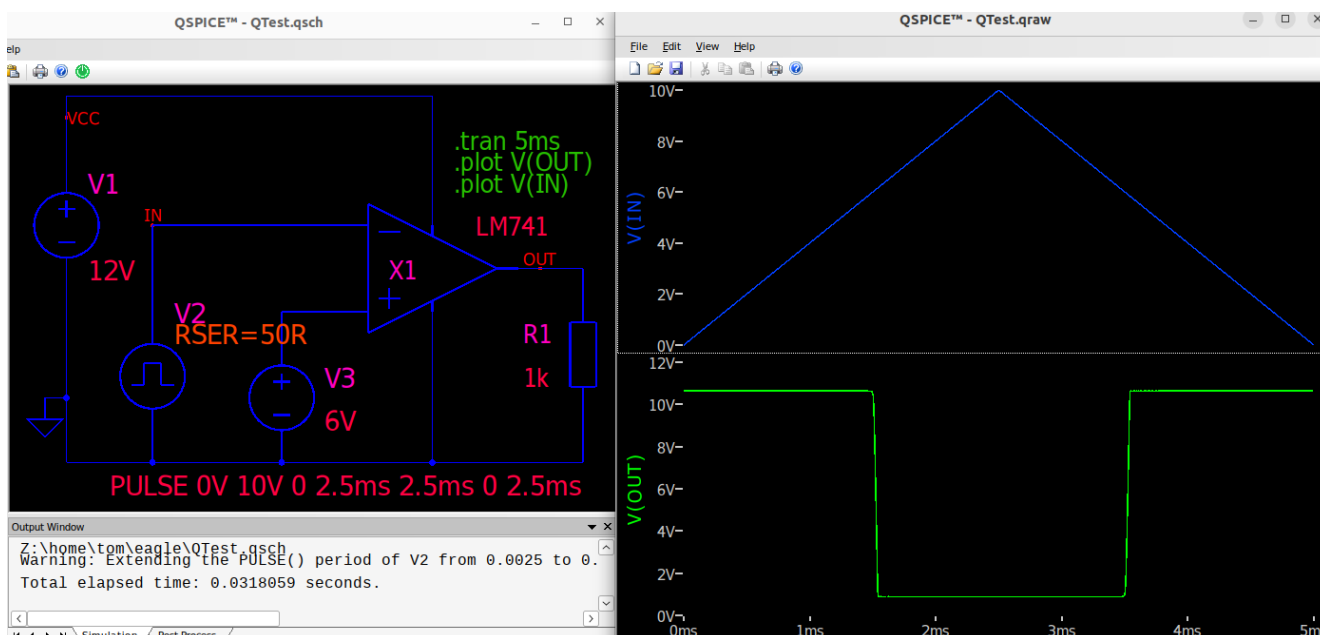 QSPICE™ - QTest.qsch
elp
VCC
V1
12V
IN
V2
RSER=50R
.tran 5ms
.plot V(OUT)
.plot V(IN)
LM741
X1
OUT
V3
6V
R1
1k
PULSE 0V 10V 0 2.5ms 2.5ms 0 2.5ms
Output Window
Z:\home\tom\eagle\QTest.qsch
Warning: Extending the PULSE() period of V2 from 0.0025 to 0.
Total elapsed time: 0.0318059 seconds.
Simulation Post Process
QSPICE™ - QTest.qraw
File Edit View Help
10V
8V
6V
4V
2V
0V
V(IN)
12V
10V
8V
6V
4V
2V
0V
V(OUT)
0ms 1ms 2ms 3ms 4ms 5m